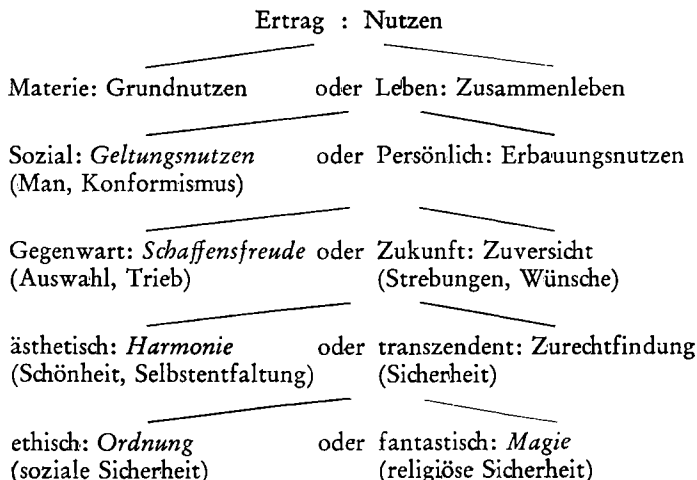 Ertrag : Nutzen
Materie: Grundnutzen oder Leben: Zusammenleben
Sozial: Geltungsnutzen oder Persönlich: Erbauungsnutzen
(Man, Konformismus)
Gegenwart: Schaffensfreude oder Zukunft: Zuversicht
(Auswahl, Trieb) (Strebungen, Wünsche)
ästhetisch: Harmonie oder transzendent: Zurechtfindung
(Schönheit, Selbstentfaltung) (Sicherheit)
ethisch: Ordnung oder fantastisch: Magie
(soziale Sicherheit) (religiöse Sicherheit)